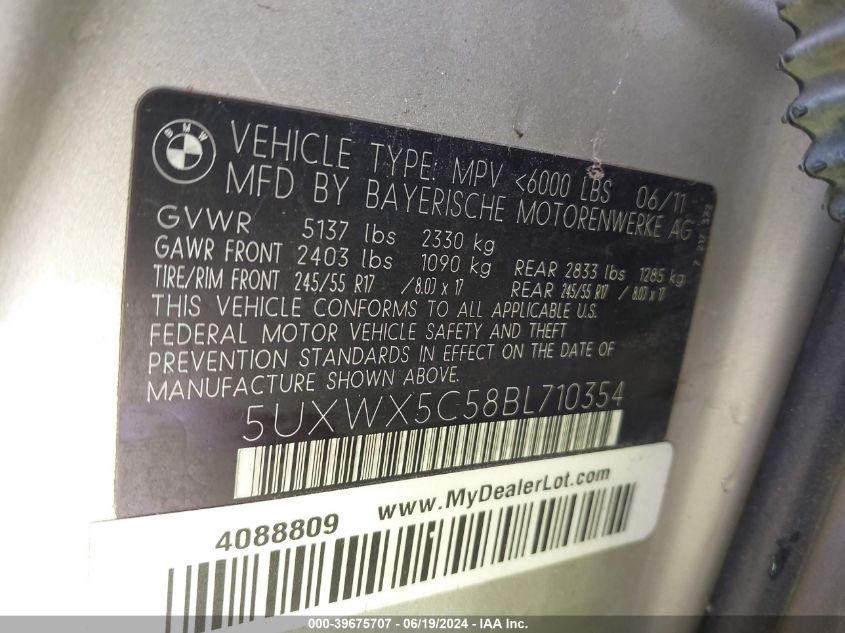 BMW
VEHICLE TYPE: MPV <6000 LBS 06/11
MFD BY BAYERISCHE MOTORENWERKE AG
GVWR 5137 lbs 2330 kg
GAWR FRONT 2403 lbs 1090 kg REAR 2833 lbs 1285 kg
TIRE/RIM FRONT 245/55 R17 / 8.0J x 17 REAR 245/55 R17 / 8.0J x 17
THIS VEHICLE CONFORMS TO ALL APPLICABLE U.S.
FEDERAL MOTOR VEHICLE SAFETY AND THEFT
PREVENTION STANDARDS IN EFFECT ON THE DATE OF
MANUFACTURE SHOWN ABOVE.
5UXWX5C58BL710354
www.MyDealerLot.com
4088809
000-39675707 - 06/19/2024 - IAA Inc.